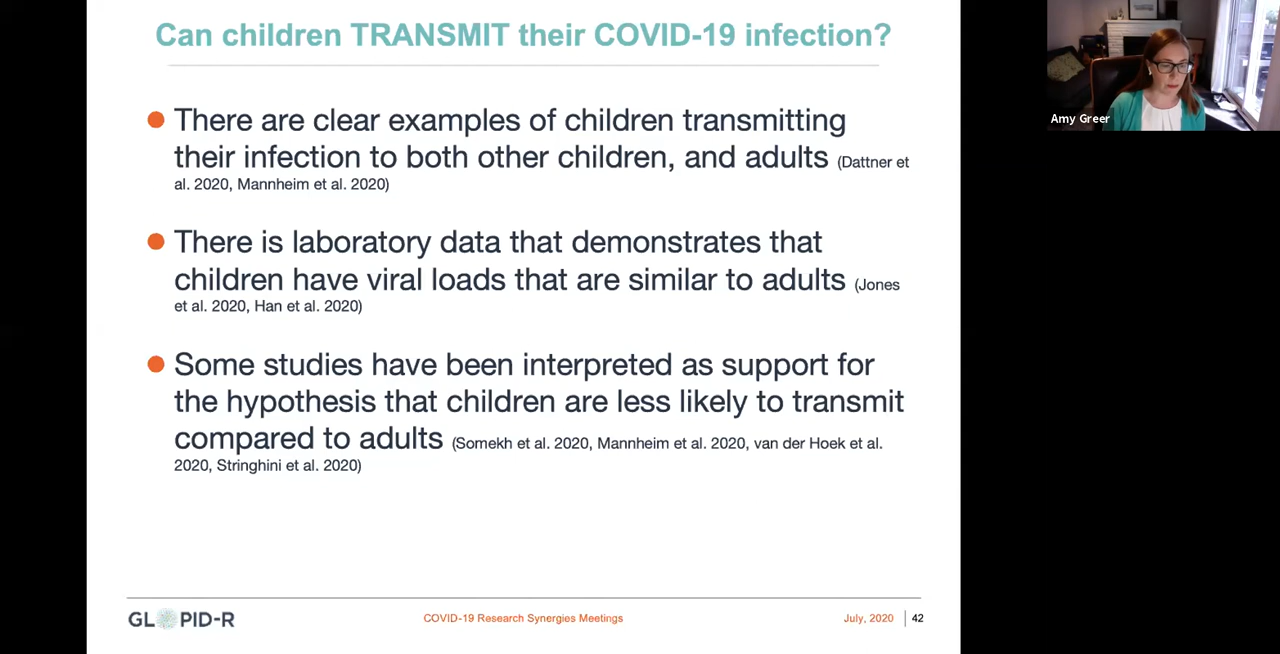 Can children TRANSMIT their COVID-19 infection?
There are clear examples of children transmitting
their infection to both other children, and adults (Dattner et
al. 2020, Mannheim et al. 2020)
There is laboratory data that demonstrates that
children have viral loads that are similar to adults (Jones
et al. 2020, Han et al. 2020)
Some studies have been interpreted as support for
the hypothesis that children are less likely to transmit
compared to adults (Somekh et al. 2020, Mannheim et al. 2020, van der Hoek et al.
2020, Stringhini et al. 2020)
GLOPID-R
COVID-19 Research Synergies Meetings
July, 2020
42
Amy Greer